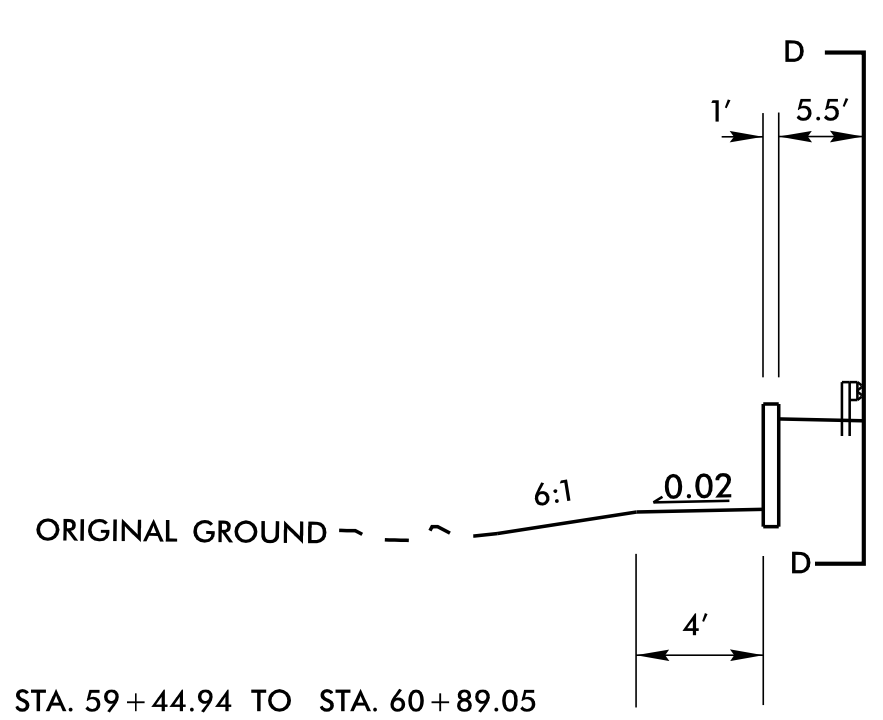 D
1′ 5.5′
6:1 0.02
ORIGINAL GROUND
D
4′
STA. 59+44.94 TO STA. 60+89.05